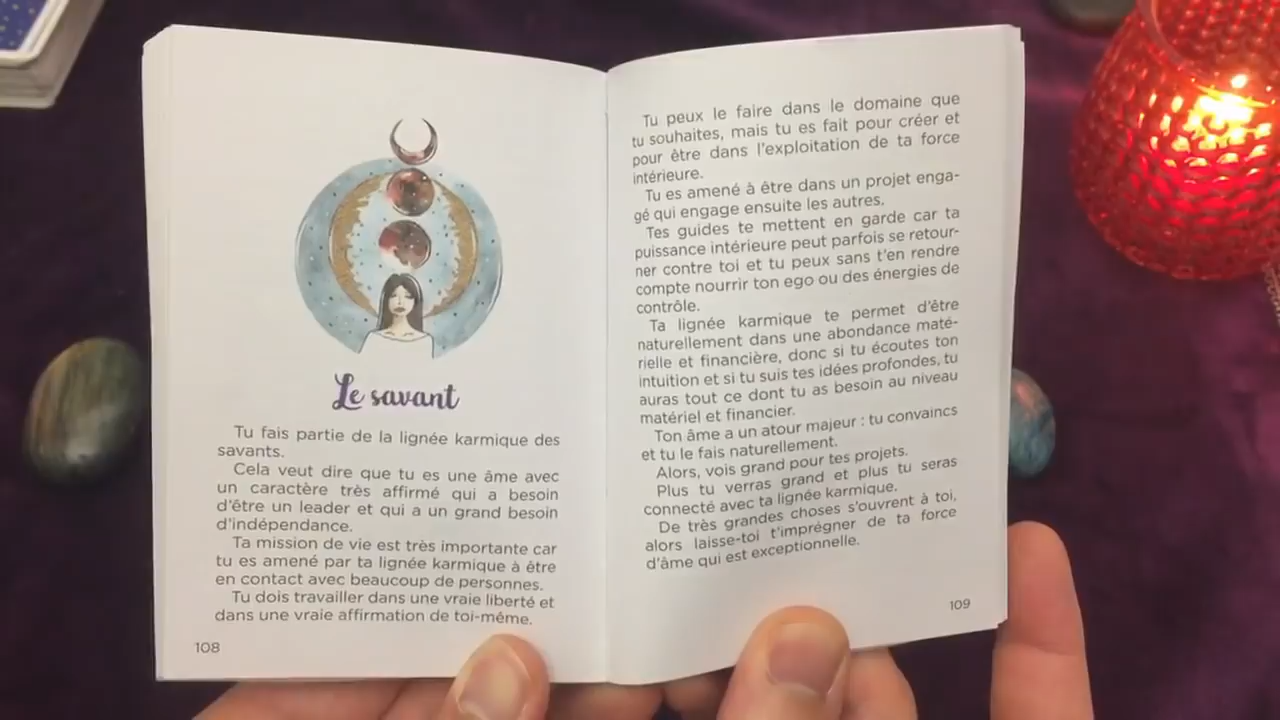 Le savant
Tu fais partie de la lignée karmique des
savants.
Cela veut dire que tu es une âme avec
un caractère très affirmé qui a besoin
d'être un leader et qui a un grand besoin
d'indépendance.
Ta mission de vie est très importante car
tu es amené par ta lignée karmique à être
en contact avec beaucoup de personnes.
Tu dois travailler dans une vraie liberté et
dans une vraie affirmation de toi-même.
108
Tu peux le faire dans le domaine que
tu souhaites, mais tu es fait pour créer et
pour être dans l'exploitation de ta force
intérieure.
Tu es amené à être dans un projet enga-
gé qui engage ensuite les autres.
Tes guides te mettent en garde car ta
puissance intérieure peut parfois se retour-
ner contre toi et tu peux sans t'en rendre
compte nourrir ton ego ou des énergies de
contrôle.
Ta lignée karmique te permet d'être
naturellement dans une abondance maté-
rielle et financière, donc si tu écoutes ton
intuition et si tu suis tes idées profondes, tu
auras tout ce dont tu as besoin au niveau
matériel et financier.
Ton âme a un atour majeur : tu convaincs
et tu le fais naturellement.
Alors, vois grand pour tes projets.
Plus tu verras grand et plus tu seras
connecté avec ta lignée karmique.
De très grandes choses s'ouvrent à toi,
alors laisse-toi t'imprégner de ta force
d'âme qui est exceptionnelle.
109